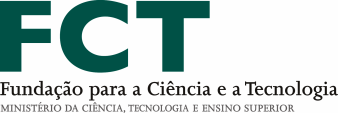 FCT
Fundação para a Ciência e a Tecnologia
MINISTÉRIO DA CIÊNCIA, TECNOLOGIA E ENSINO SUPERIOR